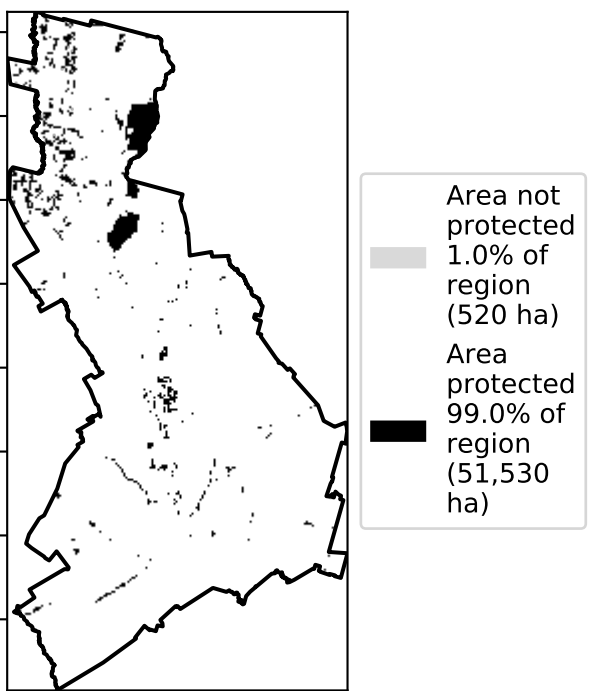 Area not
protected
1.0% of
region
(520 ha)
Area
protected
99.0% of
region
(51,530
ha)